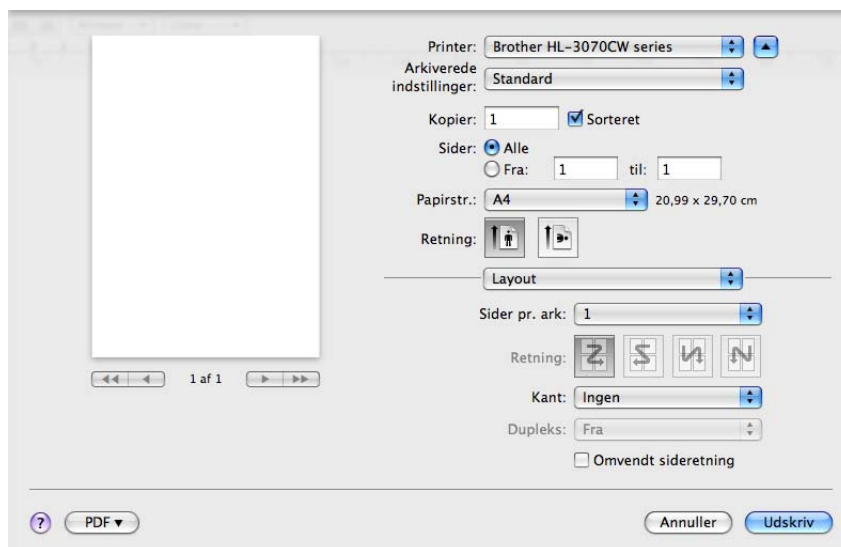 Printer: Brother HL-3070CW series
Arkiverede indstillinger: Standard
Kopier: 1 Sorteret
Sider: Alle
Fra: 1 til: 1
Papirstr.: A4 20,99 x 29,70 cm
Retning:
Layout
Sider pr. ark: 1
Retning:
1 af 1
Kant: Ingen
Dupleks: Fra
Omvendt sideretning
? PDF Annuller Udskriv